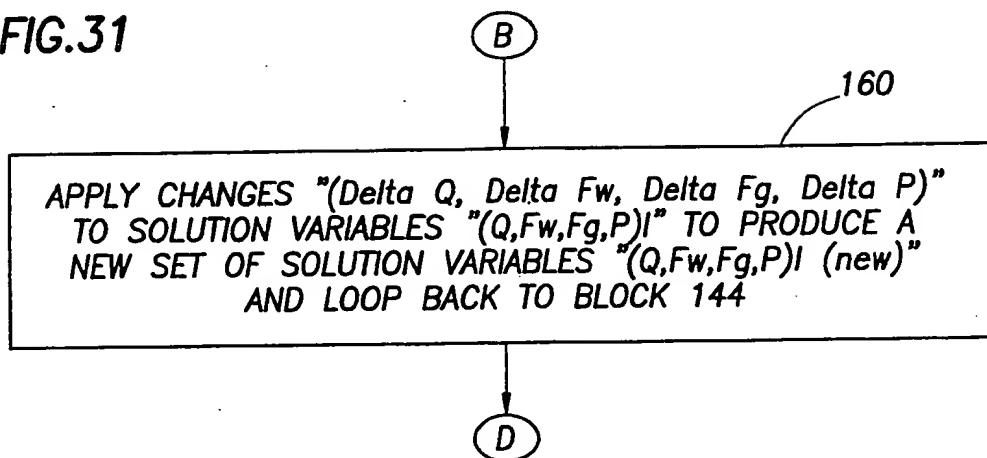 FIG.31
B
160
APPLY CHANGES "(Delta Q, Delta Fw, Delta Fg, Delta P)"
TO SOLUTION VARIABLES "(Q,Fw,Fg,P)I" TO PRODUCE A
NEW SET OF SOLUTION VARIABLES "(Q,Fw,Fg,P)I (new)"
AND LOOP BACK TO BLOCK 144
D